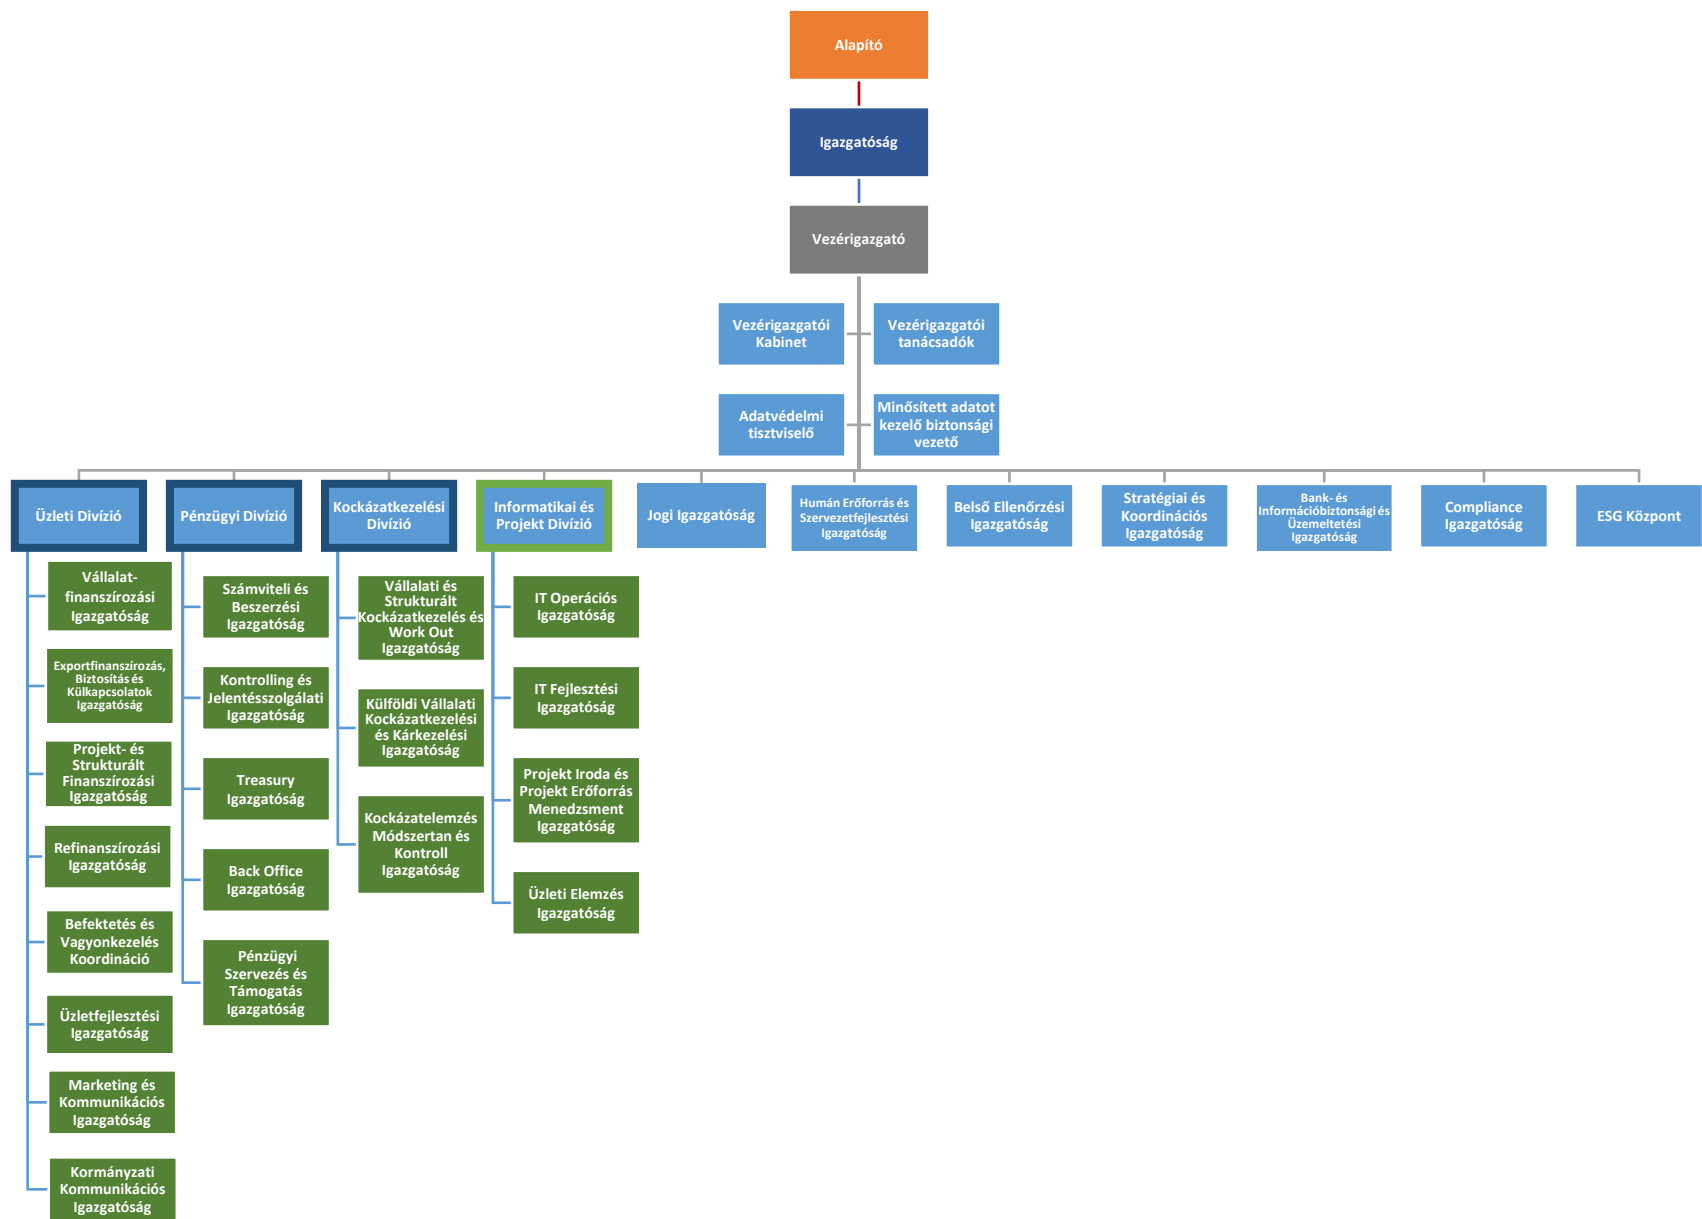 Alapító
Igazgatóság
Vezérigazgató
Vezérigazgatói
Kabinet
Vezérigazgatói
tanácsadók
Adatvédelmi
tisztviselő
Minősített adatot
kezelő biztonsági
vezető
Üzleti Divízió
Pénzügyi Divízió
Kockázatkezelési
Divízió
Informatikai és
Projekt Divízió
Jogi Igazgatóság
Humán Erőforrás és
Szervezetfejlesztési
Igazgatóság
Belső Ellenőrzési
Igazgatóság
Stratégiai és
Koordinációs
Igazgatóság
Bank- és
Információbiztonsági és
Üzemeltetési
Igazgatóság
Compliance
Igazgatóság
ESG Központ
Vállalat-
finanszírozási
Igazgatóság
Exportfinanszírozás,
Biztosítás és
Külkapcsolatok
Igazgatóság
Projekt- és
Strukturált
Finanszírozási
Igazgatóság
Refinanszírozási
Igazgatóság
Befektetés és
Vagyonkezelés
Koordináció
Üzletfejlesztési
Igazgatóság
Marketing és
Kommunikációs
Igazgatóság
Kormányzati
Kommunikációs
Igazgatóság
Számviteli és
Beszerzési
Igazgatóság
Kontrolling és
Jelentésszolgálati
Igazgatóság
Treasury
Igazgatóság
Back Office
Igazgatóság
Pénzügyi
Szervezés és
Támogatás
Igazgatóság
Vállalati és
Strukturált
Kockázatkezelés és
Work Out
Igazgatóság
Külföldi Vállalati
Kockázatkezelési
és Kárkezelési
Igazgatóság
Kockázatelemzés
Módszertan és
Kontroll
Igazgatóság
IT Operációs
Igazgatóság
IT Fejlesztési
Igazgatóság
Projekt Iroda és
Projekt Erőforrás
Menedzsment
Igazgatóság
Üzleti Elemzés
Igazgatóság